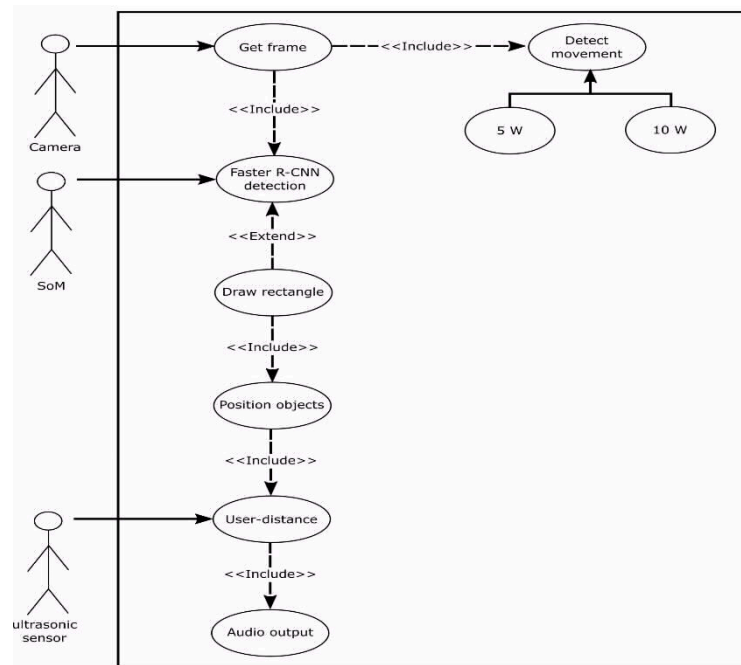 Get frame
<<Include>>
Detect
movement
<<Include>>
5 W
10 W
Camera
Faster R-CNN
detection
<<Extend>>
SoM
Draw rectangle
<<Include>>
Position objects
<<Include>>
User-distance
<<Include>>
ultrasonic
sensor
Audio output